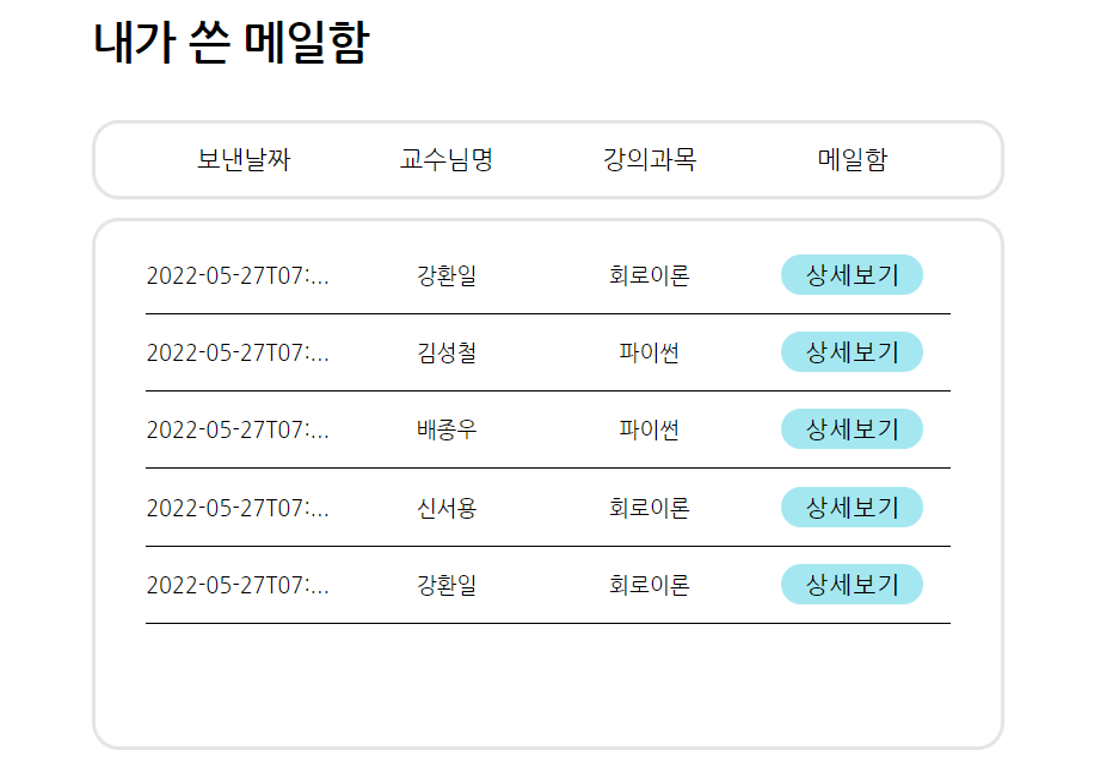 내가 쓴 메일함
보낸날짜 교수님명 강의과목 메일함
2022-05-27T07:... 강환일 회로이론 상세보기
2022-05-27T07:... 김성철 파이썬 상세보기
2022-05-27T07:... 배종우 파이썬 상세보기
2022-05-27T07:... 신서용 회로이론 상세보기
2022-05-27T07:... 강환일 회로이론 상세보기